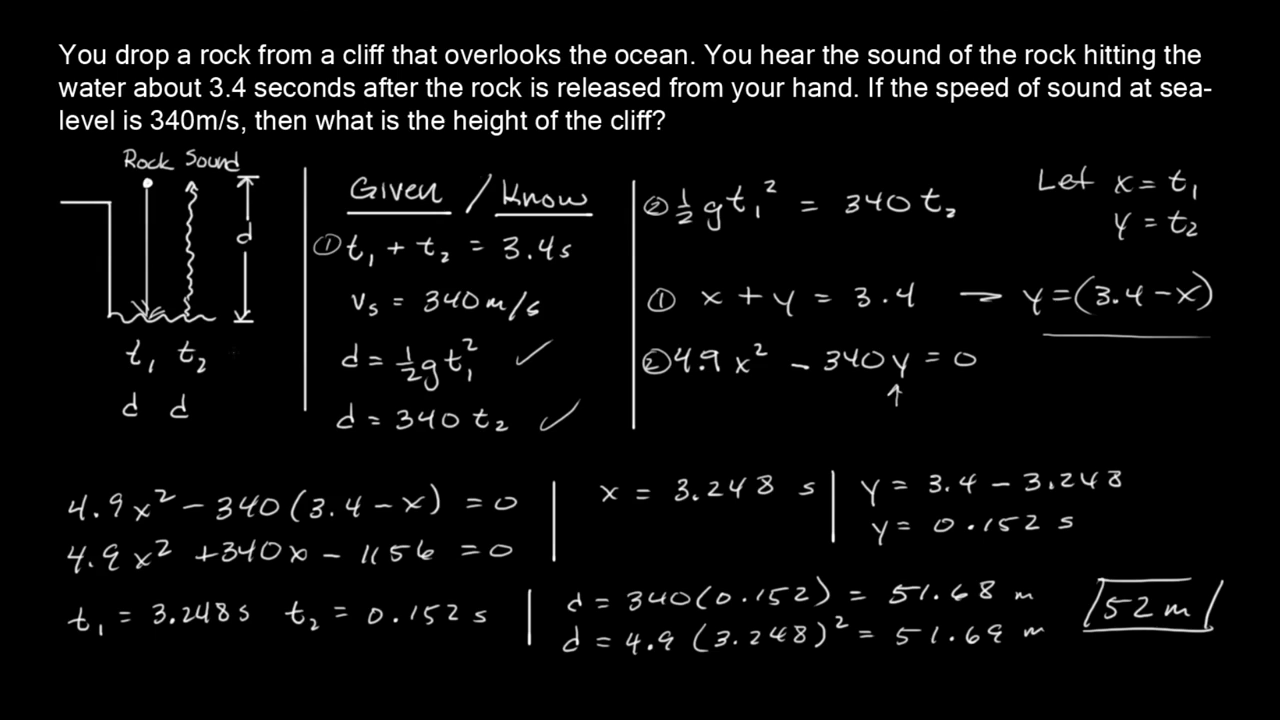 You drop a rock from a cliff that overlooks the ocean. You hear the sound of the rock hitting the
water about 3.4 seconds after the rock is released from your hand. If the speed of sound at sea-
level is 340m/s, then what is the height of the cliff?
Rock Sound
d
t₁ t₂
d d
Given / Know
① t₁ + t₂ = 3.4s
vₛ = 340 m/s
d = ½gt₁² ✓
d = 340 t₂ ✓
② ½gt₁² = 340t₂
Let x = t₁
y = t₂
① x + y = 3.4 → y=(3.4-x)
② 4.9x² - 340y = 0
↑
4.9x² - 340(3.4-x) = 0
4.9x² +340x - 1156 = 0
t₁ = 3.248s t₂ = 0.152 s
x = 3.248 s
y = 3.4 - 3.248
y = 0.152 s
d = 340(0.152) = 51.68 m
d = 4.9 (3.248)² = 51.69 m
52 m